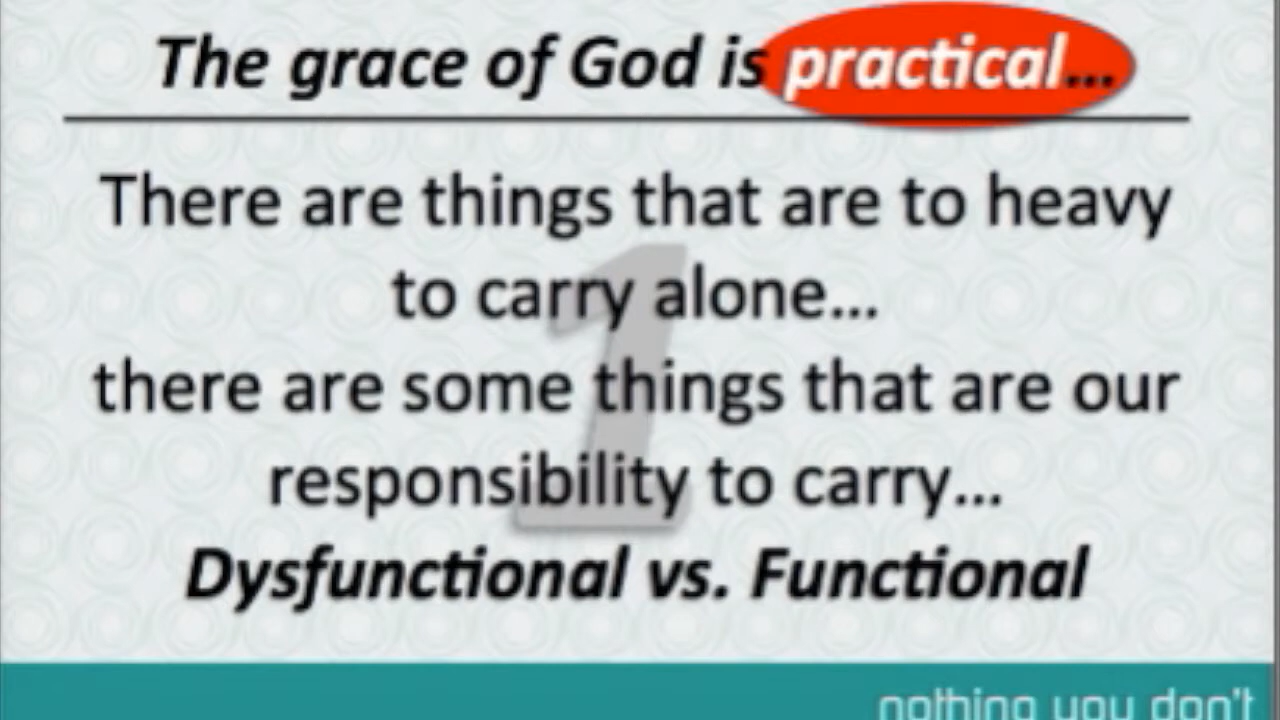 The grace of God is practical...
There are things that are to heavy
to carry alone...
there are some things that are our
responsibility to carry...
Dysfunctional vs. Functional
1
nothing you don't